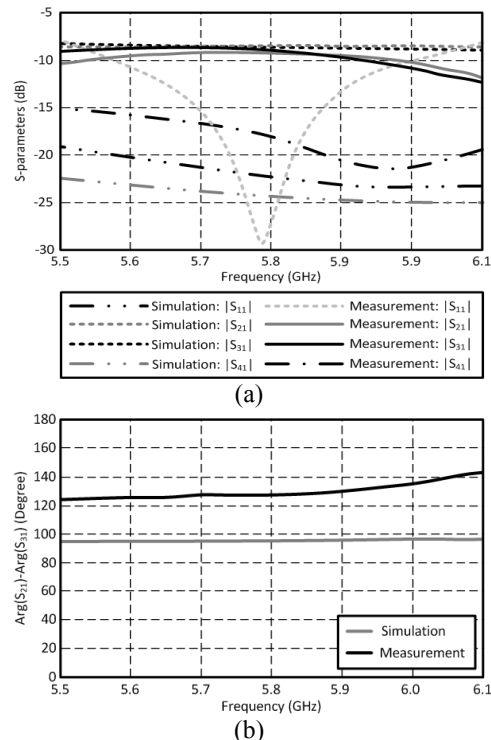 -5
-10
-15
-20
-25
-30
S-parameters (dB)
5.5 5.6 5.7 5.8 5.9 5.9 6.1
Frequency (GHz)
Simulation: |S11| Measurement: |S11|
Simulation: |S21| Measurement: |S21|
Simulation: |S31| Measurement: |S31|
Simulation: |S41| Measurement: |S41|
(a)
180
160
140
120
100
80
60
40
20
0
Arg(S21)-Arg(S31) (Degree)
Simulation
Measurement
5.5 5.6 5.7 5.8 5.9 6.0 6.1
Frequency (GHz)
(b)